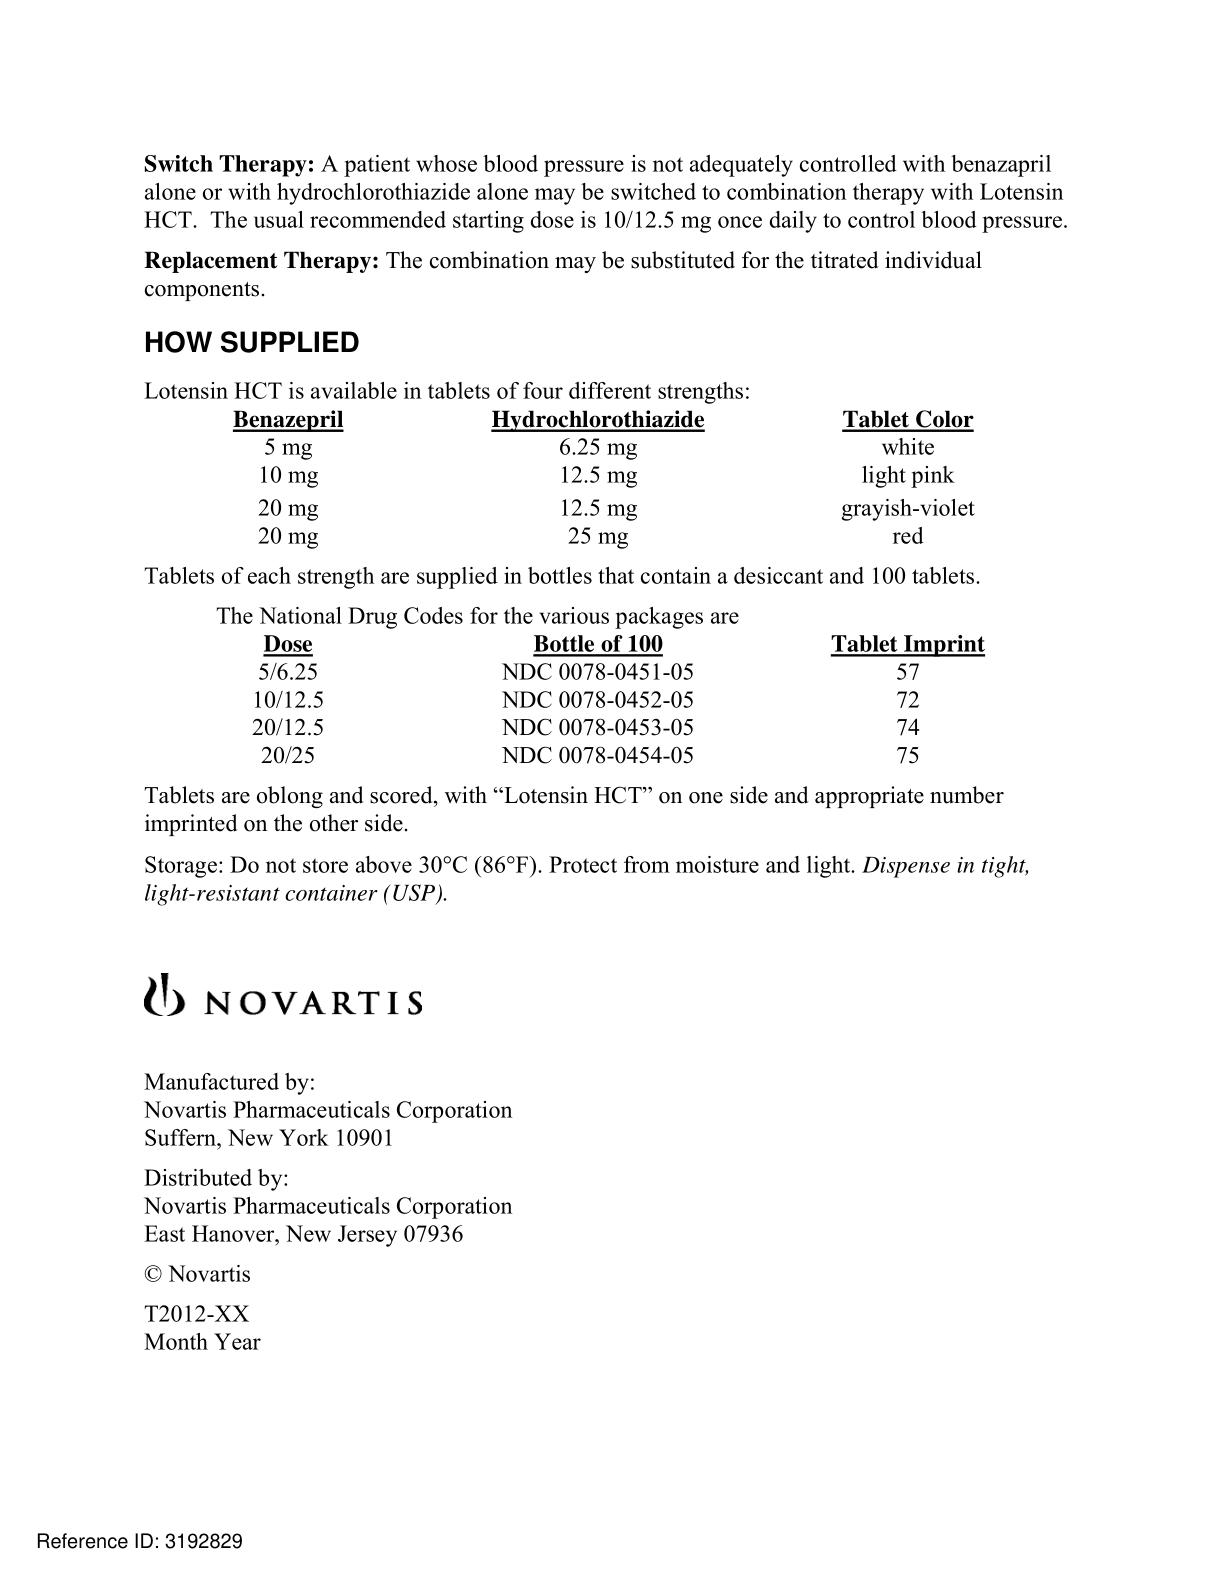 Switch Therapy: A patient whose blood pressure is not adequately controlled with benazapril
alone or with hydrochlorothiazide alone may be switched to combination therapy with Lotensin
HCT.  The usual recommended starting dose is 10/12.5 mg once daily to control blood pressure.
Replacement Therapy: The combination may be substituted for the titrated individual
components.
HOW SUPPLIED
Lotensin HCT is available in tablets of four different strengths:
Benazepril Hydrochlorothiazide Tablet Color
5 mg 6.25 mg white
10 mg 12.5 mg light pink
20 mg 12.5 mg grayish-violet
20 mg 25 mg red
Tablets of each strength are supplied in bottles that contain a desiccant and 100 tablets.
The National Drug Codes for the various packages are
Dose Bottle of 100 Tablet Imprint
5/6.25 NDC 0078-0451-05 57
10/12.5 NDC 0078-0452-05 72
20/12.5 NDC 0078-0453-05 74
20/25 NDC 0078-0454-05 75
Tablets are oblong and scored, with “Lotensin HCT” on one side and appropriate number
imprinted on the other side.
Storage: Do not store above 30°C (86°F). Protect from moisture and light. Dispense in tight,
light-resistant container (USP).
NOVARTIS
Manufactured by:
Novartis Pharmaceuticals Corporation
Suffern, New York 10901
Distributed by:
Novartis Pharmaceuticals Corporation
East Hanover, New Jersey 07936
© Novartis
T2012-XX
Month Year
Reference ID: 3192829